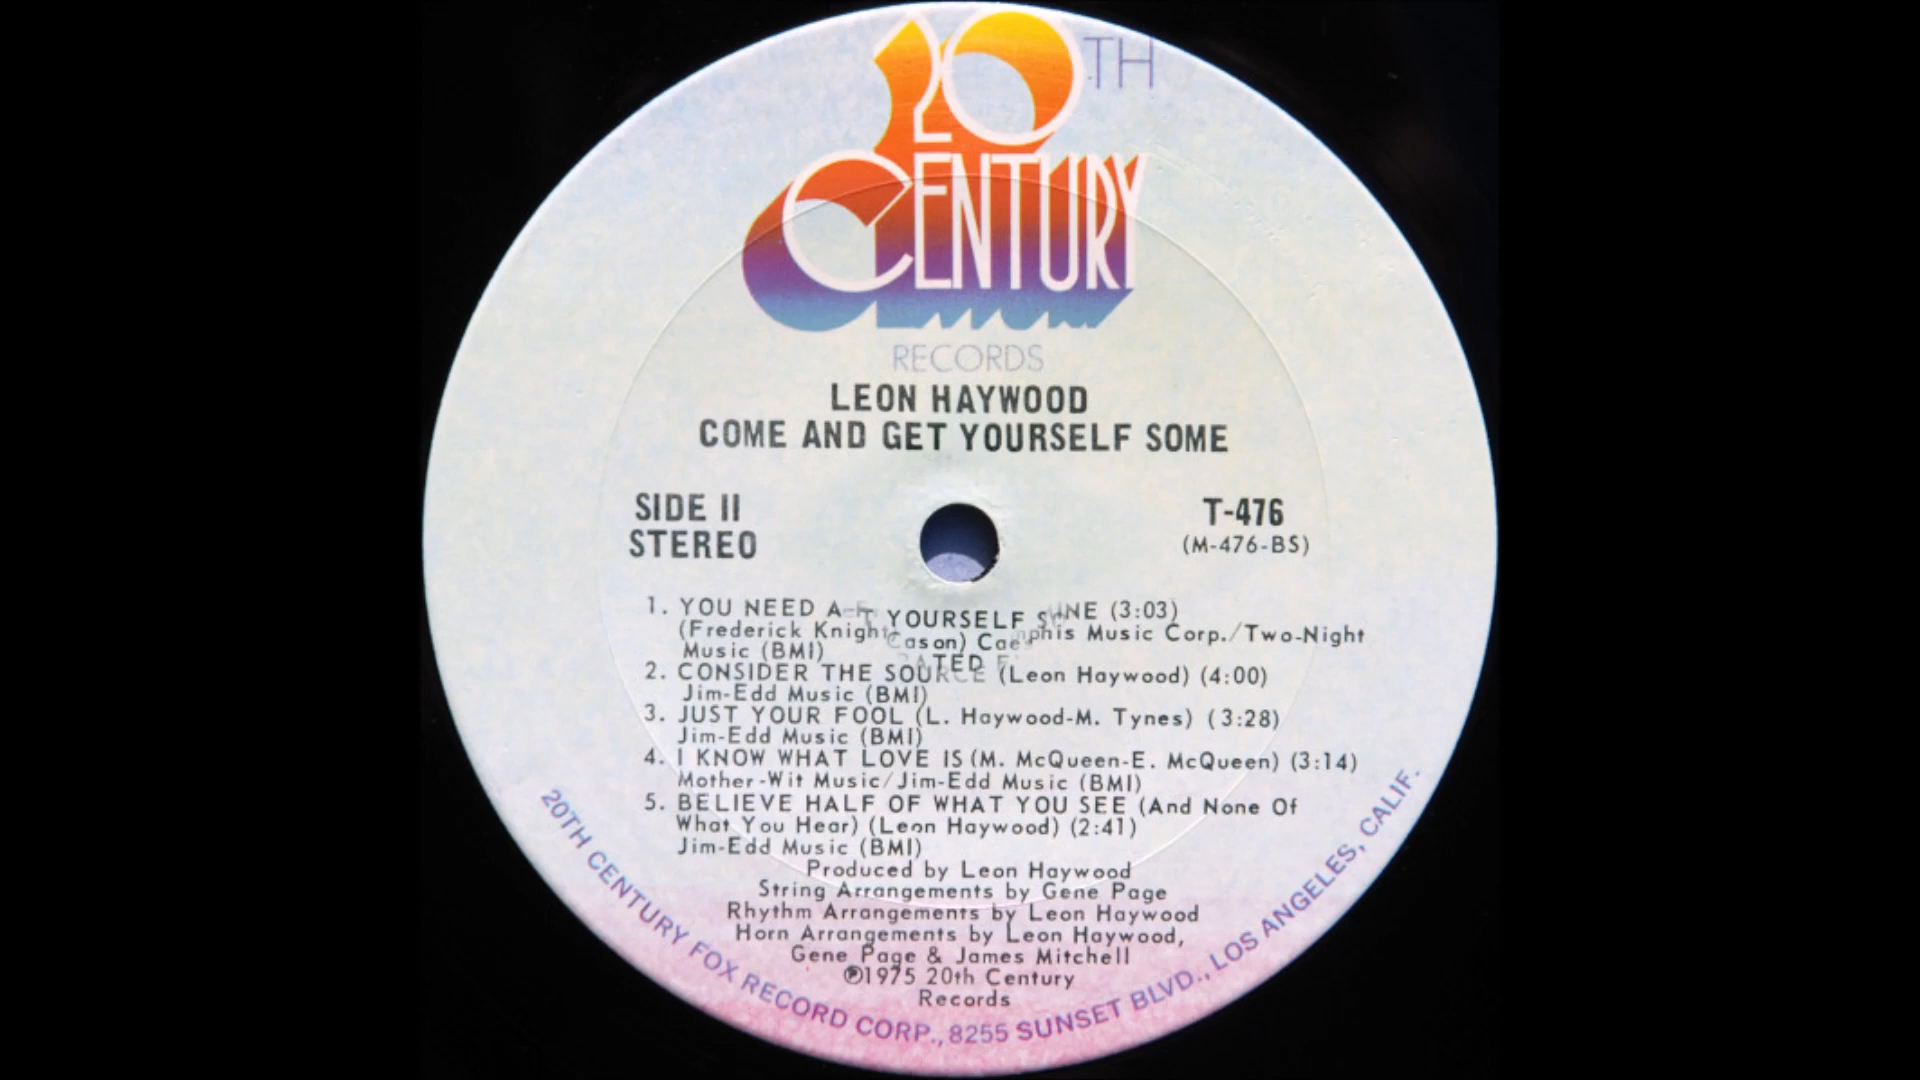 20TH
CENTURY
RECORDS
LEON HAYWOOD
COME AND GET YOURSELF SOME
SIDE II
STEREO
T-476
(M-476-BS)
1. YOU NEED A YOURSELF (3:03)
(Frederick Music Corp./Two-Night
Music (BMI)
2. CONSIDER THE SOURCE (Leon Haywood) (4:00)
Jim-Edd Music (BMI)
3. JUST YOUR FOOL (L. Haywood-M. Tynes) (3:28)
Jim-Edd Music (BMI)
4. I KNOW WHAT LOVE IS (M. McQueen-E. McQueen) (3:14)
Mother-Wit Music/Jim-Edd Music (BMI)
5. BELIEVE HALF OF WHAT YOU SEE (And None Of
What You Hear) (Leon Haywood) (2:41)
Jim-Edd Music (BMI)
Produced by Leon Haywood
String Arrangements by Gene Page
Rhythm Arrangements by Leon Haywood
Horn Arrangements by Leon Haywood,
Gene Page & James Mitchell
℗1975 20th Century
Records
20TH CENTURY FOX RECORD CORP., 8255 SUNSET BLVD., LOS ANGELES, CALIF.